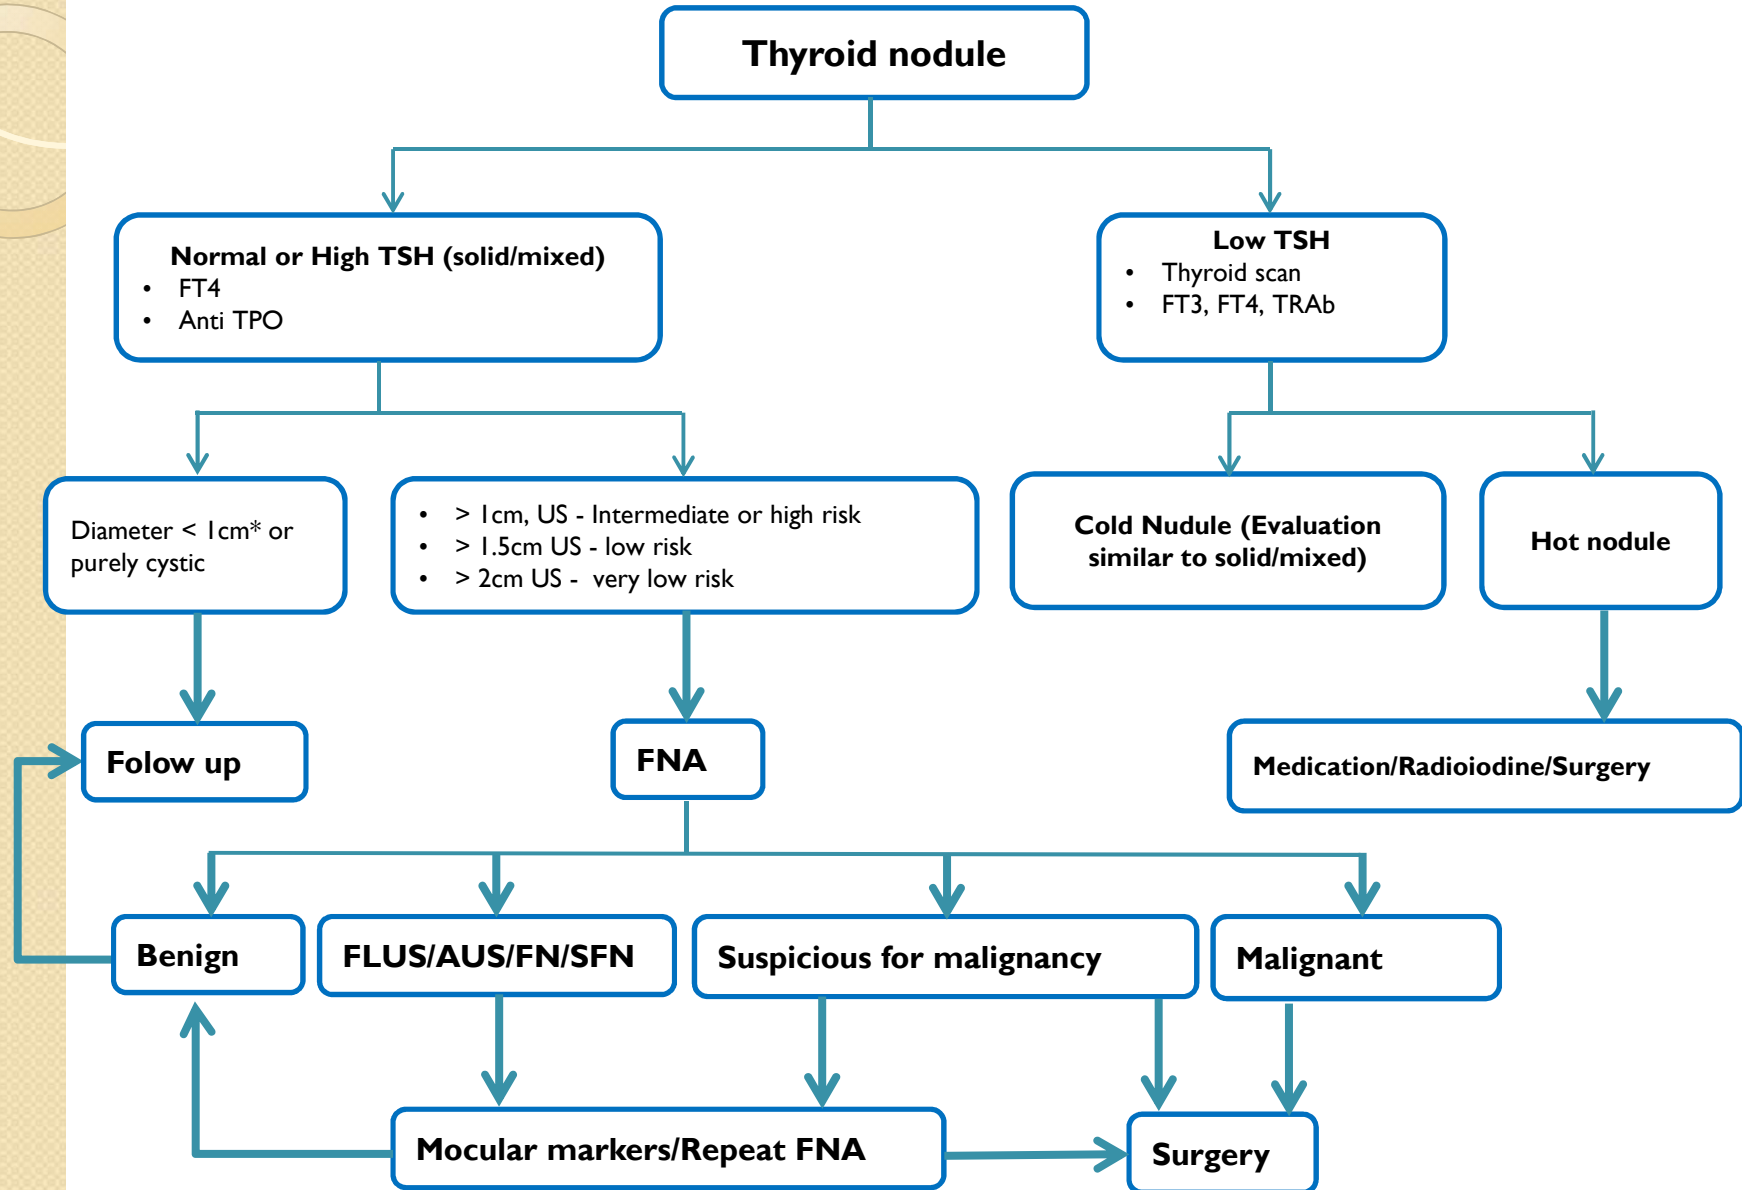 Thyroid nodule
Normal or High TSH (solid/mixed)
• FT4
• Anti TPO
Low TSH
• Thyroid scan
• FT3, FT4, TRAb
Diameter < 1cm* or
purely cystic
• > 1cm, US - Intermediate or high risk
• > 1.5cm US - low risk
• > 2cm US - very low risk
Cold Nudule (Evaluation
similar to solid/mixed)
Hot nodule
Folow up
FNA
Medication/Radioiodine/Surgery
Benign
FLUS/AUS/FN/SFN
Suspicious for malignancy
Malignant
Mocular markers/Repeat FNA
Surgery